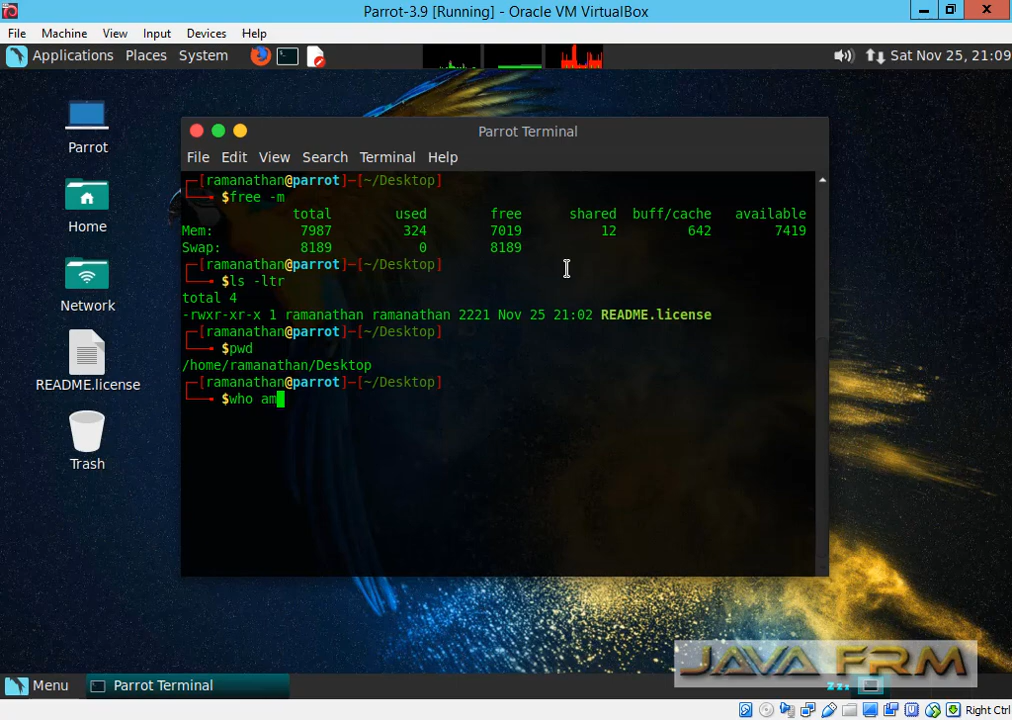 Parrot-3.9 [Running] - Oracle VM VirtualBox
File Machine View Input Devices Help
Applications Places System Sat Nov 25, 21:09
Parrot
Home
Network
README.license
Trash
Parrot Terminal
File Edit View Search Terminal Help
[ramanathan@parrot]─[~/Desktop]
$free -m
total used free shared buff/cache available
Mem: 7987 324 7019 12 642 7419
Swap: 8189 0 8189
[ramanathan@parrot]─[~/Desktop]
$ls -ltr
total 4
-rwxr-xr-x 1 ramanathan ramanathan 2221 Nov 25 21:02 README.license
[ramanathan@parrot]─[~/Desktop]
$pwd
/home/ramanathan/Desktop
[ramanathan@parrot]─[~/Desktop]
$who am
JAVA FRM
zzz
Menu Parrot Terminal
Right Ctrl